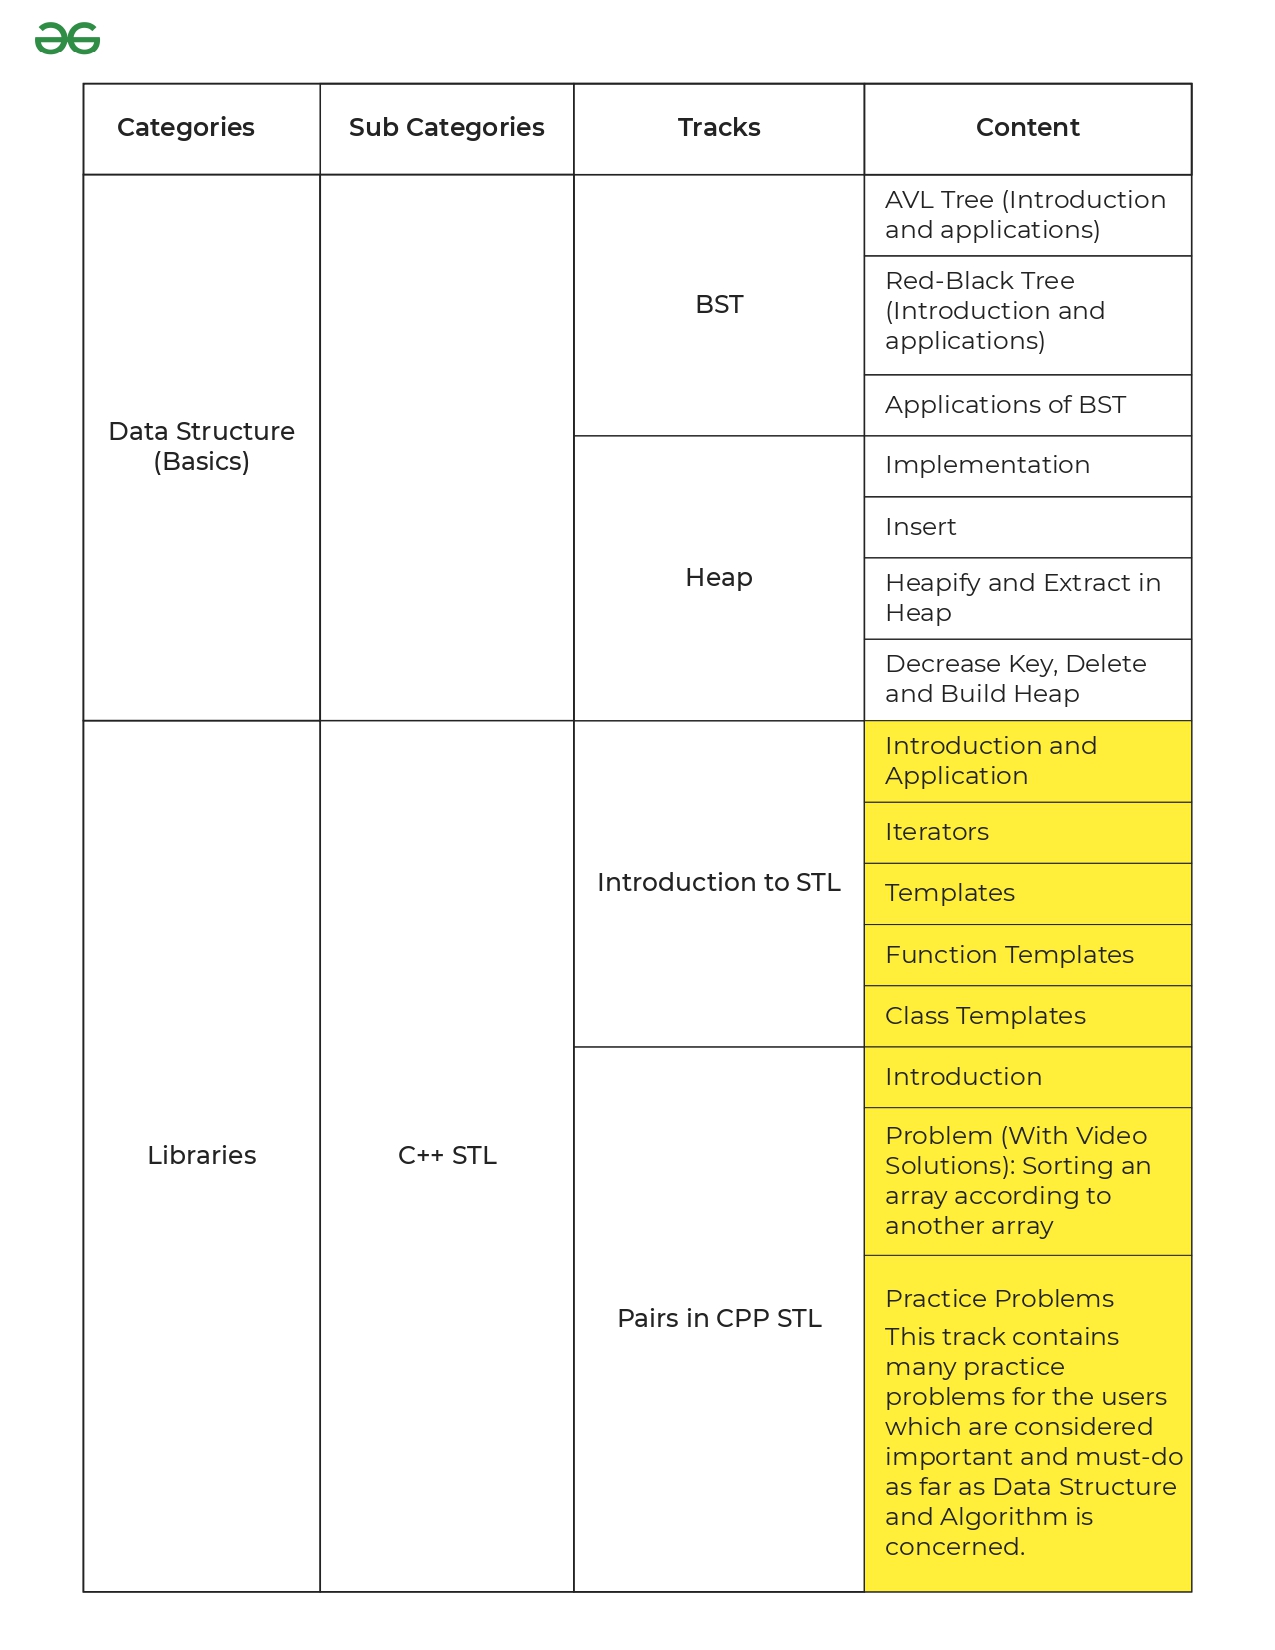 Categories
Sub Categories
Tracks
Content
Data Structure
(Basics)
BST
AVL Tree (Introduction
and applications)
Red-Black Tree
(Introduction and
applications)
Applications of BST
Heap
Implementation
Insert
Heapify and Extract in
Heap
Decrease Key, Delete
and Build Heap
Libraries
C++ STL
Introduction to STL
Introduction and
Application
Iterators
Templates
Function Templates
Class Templates
Pairs in CPP STL
Introduction
Problem (With Video
Solutions): Sorting an
array according to
another array
Practice Problems
This track contains
many practice
problems for the users
which are considered
important and must-do
as far as Data Structure
and Algorithm is
concerned.